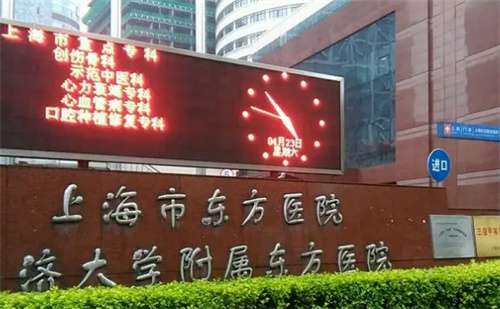 上海市重点专科
创伤骨科
示范中医科
心力衰竭专科
心血管病专科
口腔种植修复专科
04月23日
星期六
进口
上海市东方医院
济大学附属东方医院